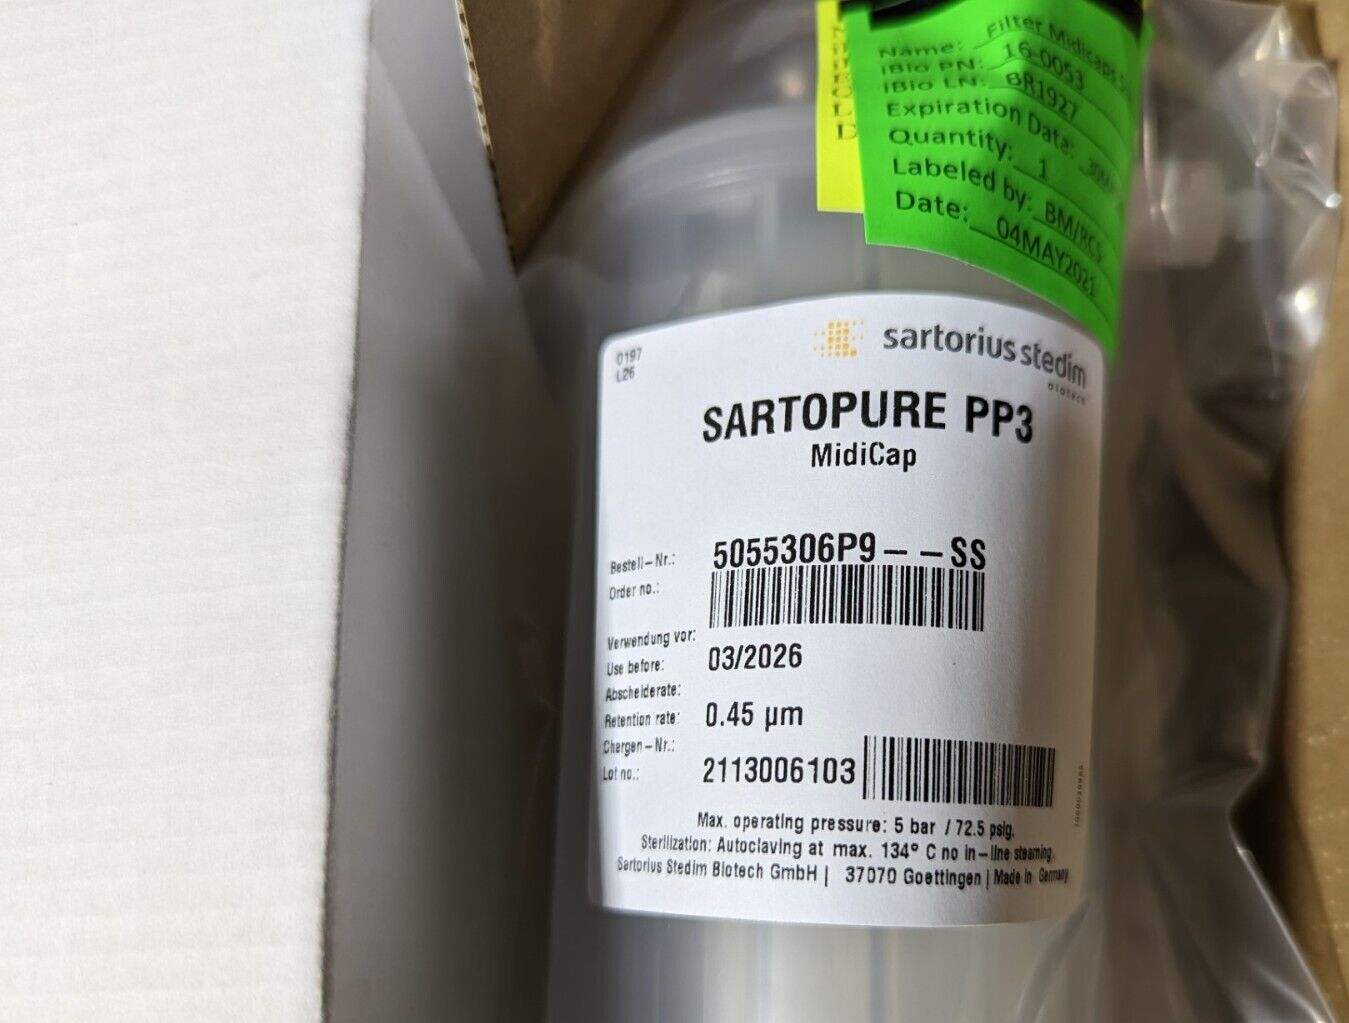 Name: Filter Midicaps
iBio PN: 16-0053
iBio LN: BR1927
Expiration Date:
Quantity: 1
Labeled by: BM/RCS
Date: 04MAY2021
0197
L26
sartorius stedim
biotech
SARTOPURE PP3
MidiCap
Bestell-Nr.:
Order no.:
5055306P9--SS
Verwendung vor:
Use before:
03/2026
Abscheiderate:
Retention rate:
0.45 µm
Chargen-Nr.:
Lot no.:
2113006103
Max. operating pressure: 5 bar / 72.5 psig.
Sterilization: Autoclaving at max. 134° C no in-line steaming.
Sartorius Stedim Biotech GmbH | 37070 Goettingen | Made in Germany